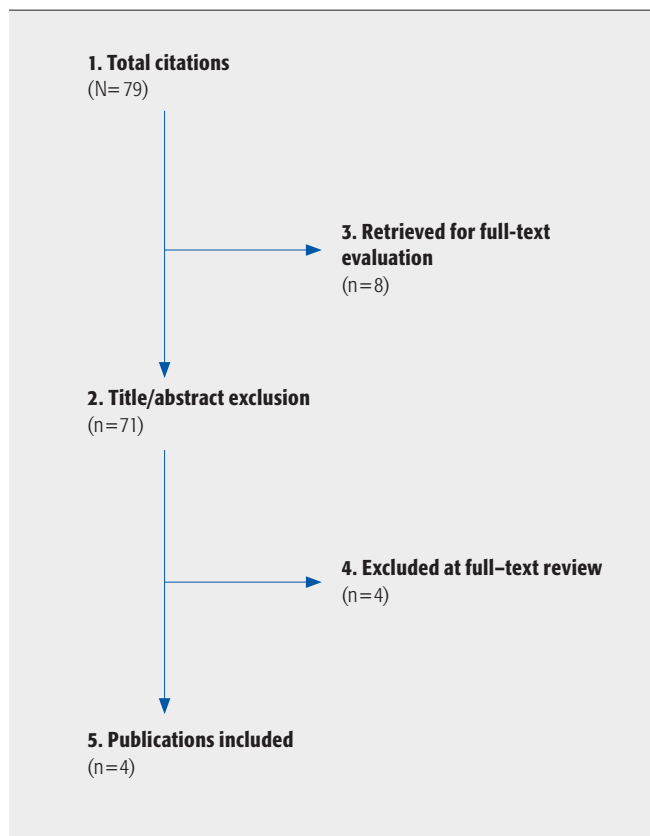 1. Total citations
(N=79)
3. Retrieved for full-text
evaluation
(n=8)
2. Title/abstract exclusion
(n=71)
4. Excluded at full–text review
(n=4)
5. Publications included
(n=4)